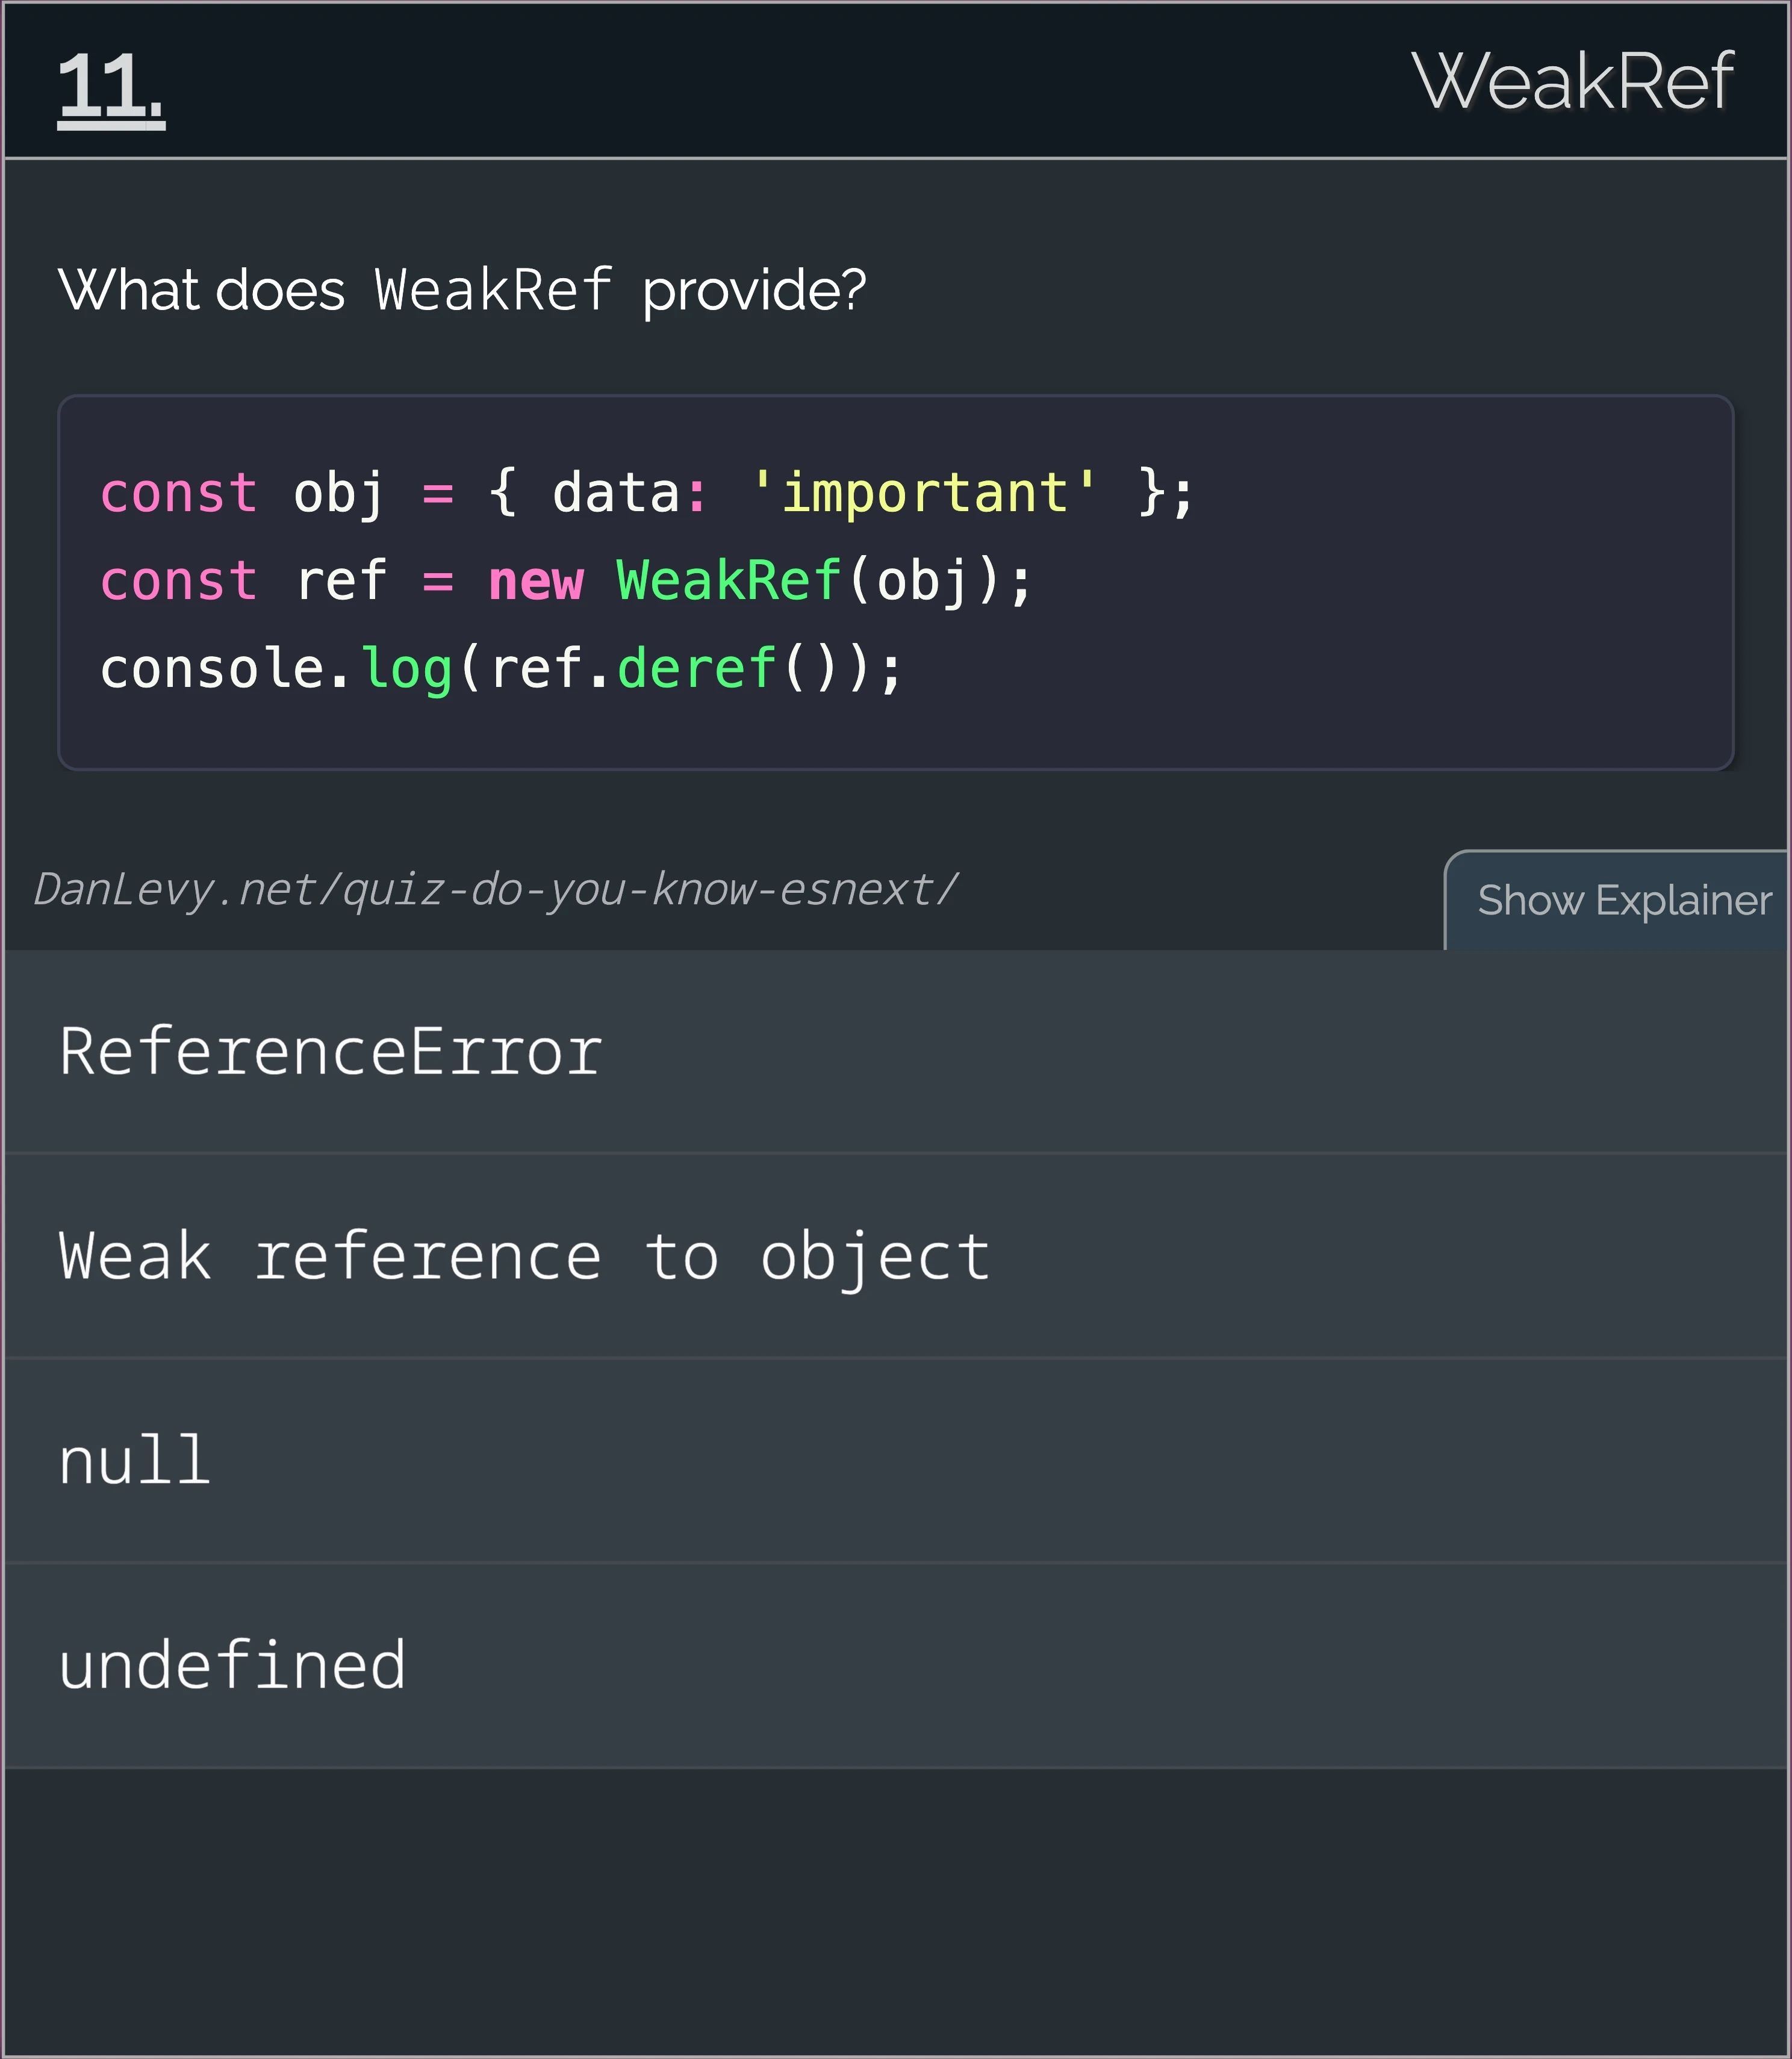 11.
WeakRef
What does WeakRef provide?
const obj = { data: 'important' };
const ref = new WeakRef(obj);
console.log(ref.deref());
DanLevy.net/quiz-do-you-know-esnext/
Show Explainer
ReferenceError
Weak reference to object
null
undefined